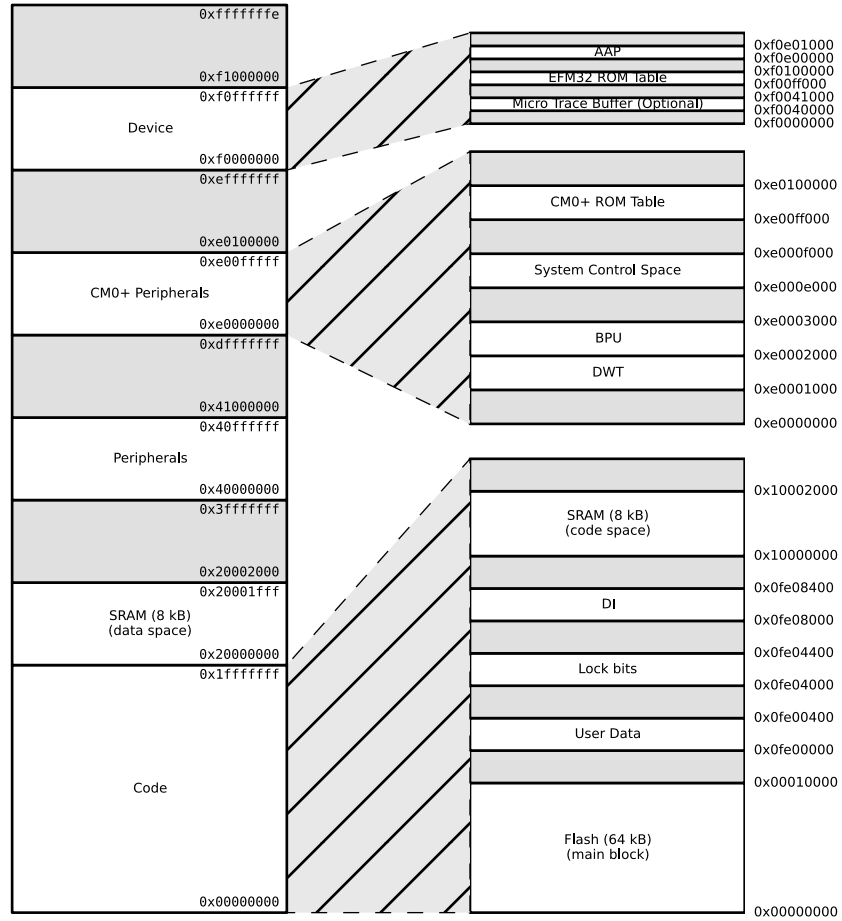 0xfffffffe
0xf1000000
0xf0ffffff
Device
0xf0000000
0xefffffff
0xe0100000
0xe00fffff
CM0+ Peripherals
0xe0000000
0xdfffffff
0x41000000
0x40ffffff
Peripherals
0x40000000
0x3fffffff
0x20002000
0x20001fff
SRAM (8 kB)
(data space)
0x20000000
0x1fffffff
Code
0x00000000
0xf0e01000
AAP
0xf0e00000
0xf0100000
EFM32 ROM Table
0xf00ff000
0xf0041000
Micro Trace Buffer (Optional)
0xf0040000
0xf0000000
0xe0100000
CM0+ ROM Table
0xe00ff000
0xe000f000
System Control Space
0xe000e000
0xe0003000
BPU
0xe0002000
DWT
0xe0001000
0xe0000000
0x10002000
SRAM (8 kB)
(code space)
0x10000000
0x0fe08400
DI
0x0fe08000
0x0fe04400
Lock bits
0x0fe04000
0x0fe00400
User Data
0x0fe00000
0x00010000
Flash (64 kB)
(main block)
0x00000000